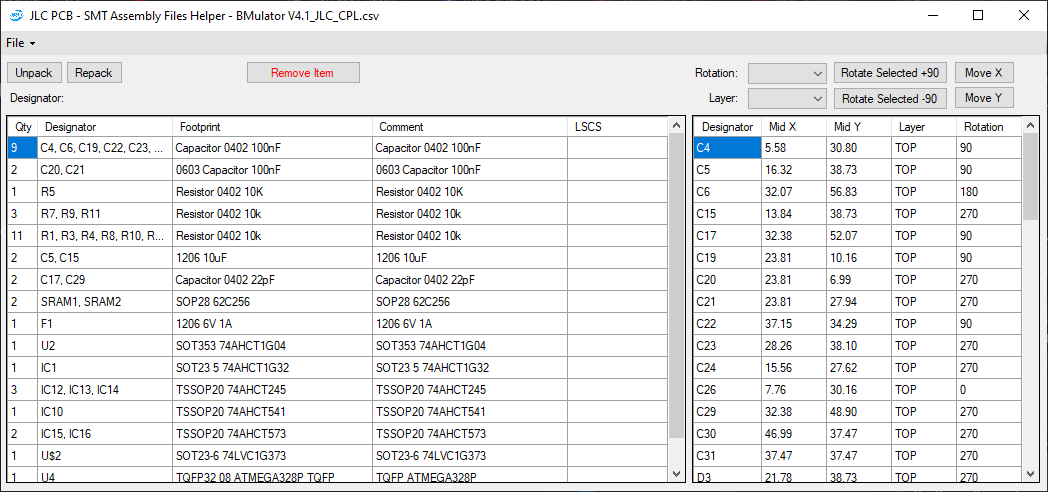 JLC PCB - SMT Assembly Files Helper - BMulator V4.1_JLC_CPL.csv
File
Unpack Repack Remove Item Rotation: Rotate Selected +90 Move X
Designator: Layer: Rotate Selected -90 Move Y
Qty Designator Footprint Comment LSCS
9 C4, C6, C19, C22, C23, ... Capacitor 0402 100nF Capacitor 0402 100nF
2 C20, C21 0603 Capacitor 100nF 0603 Capacitor 100nF
1 R5 Resistor 0402 10K Resistor 0402 10K
3 R7, R9, R11 Resistor 0402 10k Resistor 0402 10k
11 R1, R3, R4, R8, R10, R... Resistor 0402 10k Resistor 0402 10k
2 C5, C15 1206 10uF 1206 10uF
2 C17, C29 Capacitor 0402 22pF Capacitor 0402 22pF
2 SRAM1, SRAM2 SOP28 62C256 SOP28 62C256
1 F1 1206 6V 1A 1206 6V 1A
1 U2 SOT353 74AHCT1G04 SOT353 74AHCT1G04
1 IC1 SOT23 5 74AHCT1G32 SOT23 5 74AHCT1G32
3 IC12, IC13, IC14 TSSOP20 74AHCT245 TSSOP20 74AHCT245
1 IC10 TSSOP20 74AHCT541 TSSOP20 74AHCT541
2 IC15, IC16 TSSOP20 74AHCT573 TSSOP20 74AHCT573
1 U$2 SOT23-6 74LVC1G373 SOT23-6 74LVC1G373
1 U4 TQFP32 08 ATMEGA328P TQFP TQFP ATMEGA328P
Designator Mid X Mid Y Layer Rotation
C4 5.58 30.80 TOP 90
C5 16.32 38.73 TOP 90
C6 32.07 56.83 TOP 180
C15 13.84 38.73 TOP 270
C17 32.38 52.07 TOP 90
C19 23.81 10.16 TOP 90
C20 23.81 6.99 TOP 270
C21 23.81 27.94 TOP 270
C22 37.15 34.29 TOP 90
C23 28.26 38.10 TOP 270
C24 15.56 27.62 TOP 270
C26 7.76 30.16 TOP 0
C29 32.38 48.90 TOP 270
C30 46.99 37.47 TOP 270
C31 37.47 37.47 TOP 270
D3 21.78 38.73 TOP 270